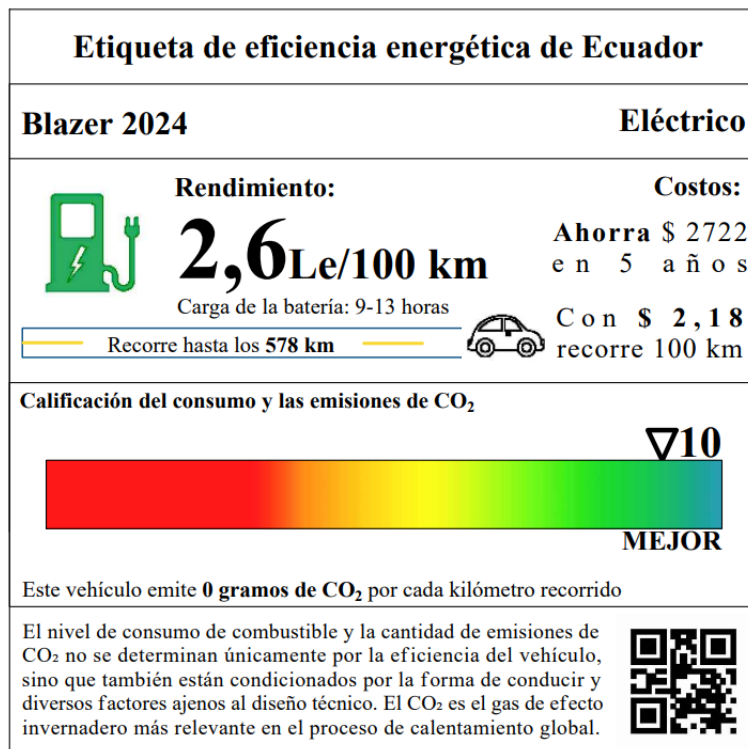 Etiqueta de eficiencia energética de Ecuador
Blazer 2024
Eléctrico
Rendimiento:
2,6Le/100 km
Carga de la batería: 9-13 horas
Recorre hasta los 578 km
Costos:
Ahorra $ 2722
en 5 años
Con $ 2,18
recorre 100 km
Calificación del consumo y las emisiones de CO₂
10
MEJOR
Este vehículo emite 0 gramos de CO₂ por cada kilómetro recorrido
El nivel de consumo de combustible y la cantidad de emisiones de
CO₂ no se determinan únicamente por la eficiencia del vehículo,
sino que también están condicionados por la forma de conducir y
diversos factores ajenos al diseño técnico. El CO₂ es el gas de efecto
invernadero más relevante en el proceso de calentamiento global.